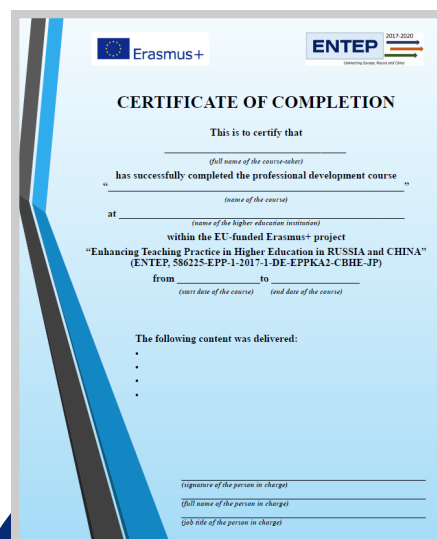 Erasmus+
ENTEP
2017-2020
Connecting Europe, Russia and China
CERTIFICATE OF COMPLETION
This is to certify that
(full name of the course-taker)
has successfully completed the professional development course
“ ”
(name of the course)
at
(name of the higher education institution)
within the EU-funded Erasmus+ project
“Enhancing Teaching Practice in Higher Education in RUSSIA and CHINA”
(ENTEP, 586225-EPP-1-2017-1-DE-EPPKA2-CBHE-JP)
from to
(start date of the course) (end date of the course)
The following content was delivered:
•
•
•
•
(signature of the person in charge)
(full name of the person in charge)
(job title of the person in charge)